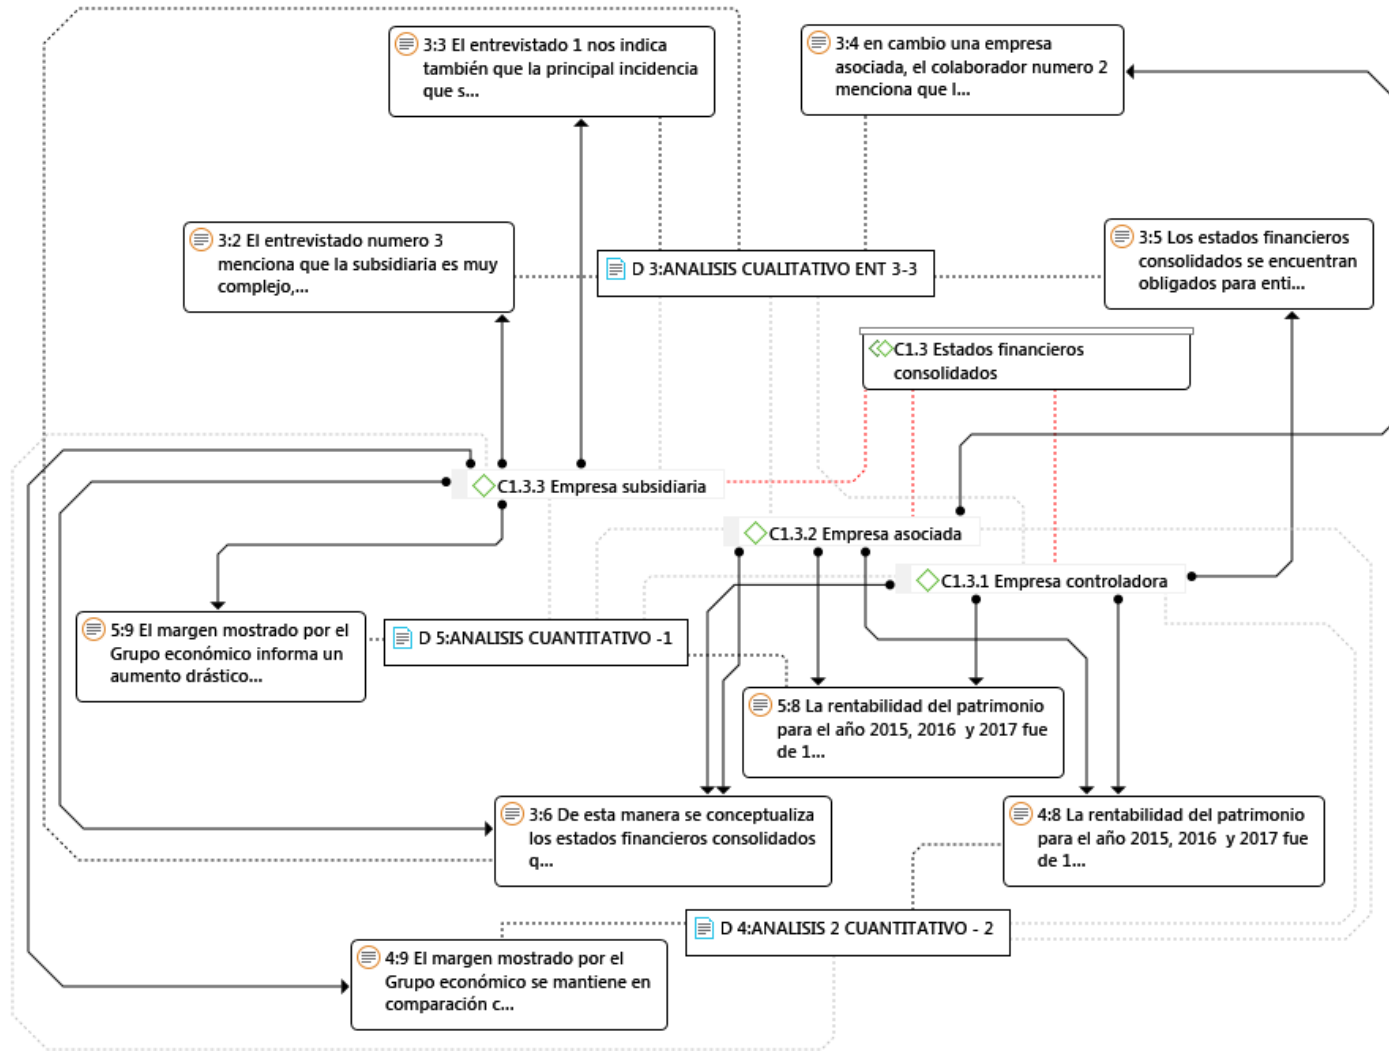 3:3 El entrevistado 1 nos indica
también que la principal incidencia
que s...
3:4 en cambio una empresa
asociada, el colaborador numero 2
menciona que l...
3:2 El entrevistado numero 3
menciona que la subsidiaria es muy
complejo,...
D 3:ANALISIS CUALITATIVO ENT 3-3
3:5 Los estados financieros
consolidados se encuentran
obligados para enti...
C1.3 Estados financieros
consolidados
C1.3.3 Empresa subsidiaria
C1.3.2 Empresa asociada
C1.3.1 Empresa controladora
5:9 El margen mostrado por el
Grupo económico informa un
aumento drástico...
D 5:ANALISIS CUANTITATIVO -1
5:8 La rentabilidad del patrimonio
para el año 2015, 2016  y 2017 fue
de 1...
3:6 De esta manera se conceptualiza
los estados financieros consolidados
q...
4:8 La rentabilidad del patrimonio
para el año 2015, 2016  y 2017 fue
de 1...
D 4:ANALISIS 2 CUANTITATIVO - 2
4:9 El margen mostrado por el
Grupo económico se mantiene en
comparación c...